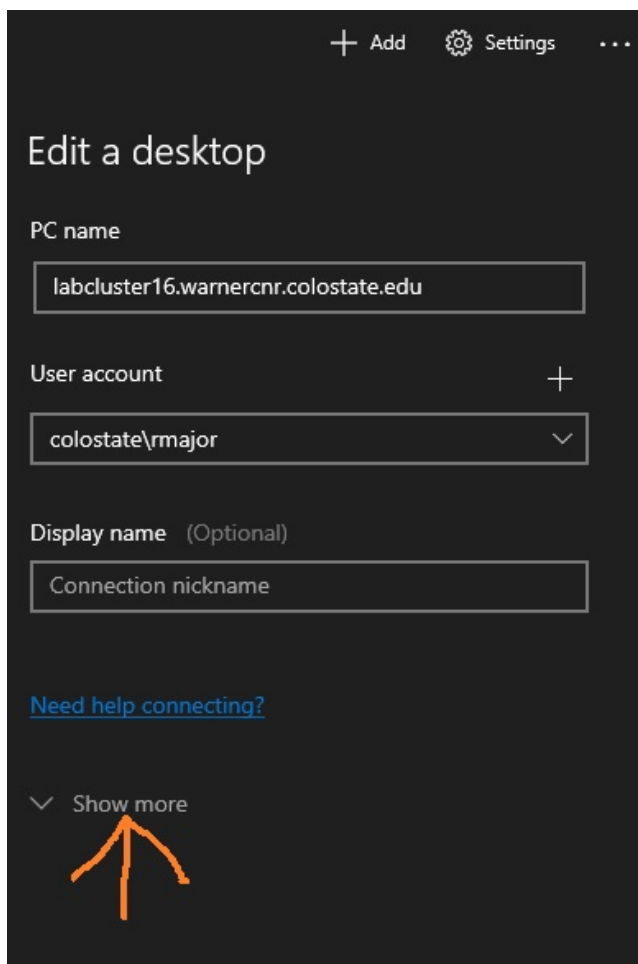 + Add Settings ...
Edit a desktop
PC name
labcluster16.warnercnr.colostate.edu
User account +
colostate\rmajor
Display name (Optional)
Connection nickname
Need help connecting?
Show more